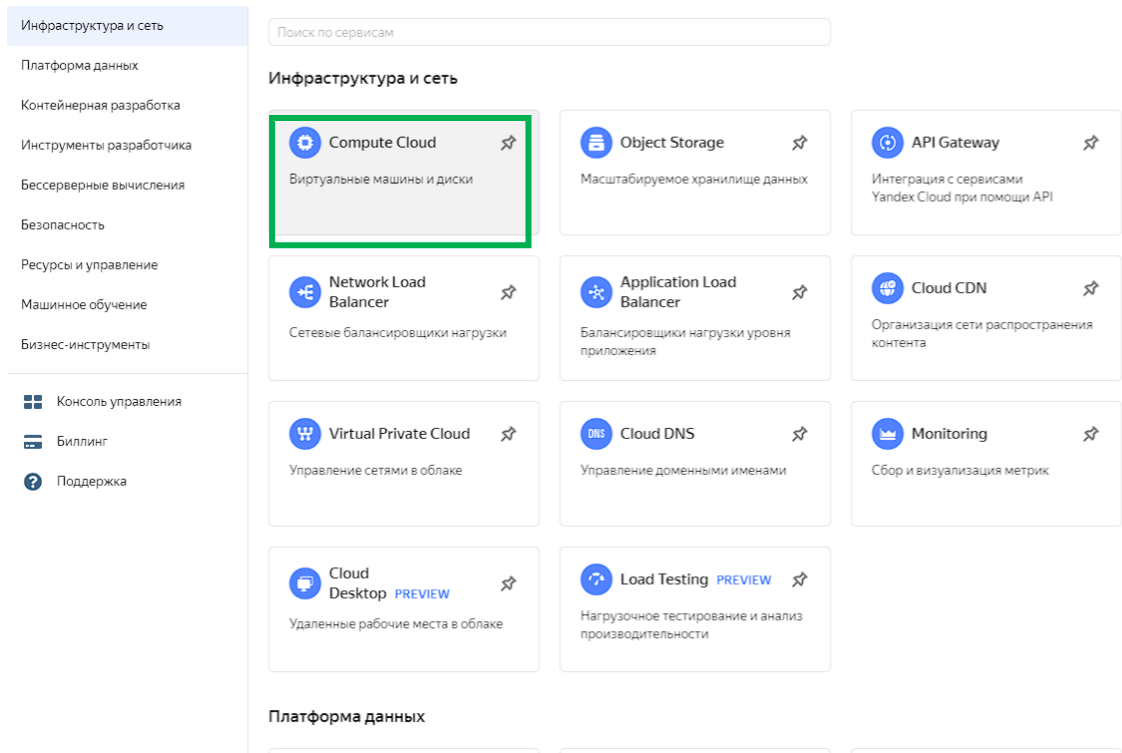 Инфраструктура и сеть
Платформа данных
Контейнерная разработка
Инструменты разработчика
Бессерверные вычисления
Безопасность
Ресурсы и управление
Машинное обучение
Бизнес-инструменты
Консоль управления
Биллинг
Поддержка
Поиск по сервисам
Инфраструктура и сеть
Compute Cloud
Виртуальные машины и диски
Object Storage
Масштабируемое хранилище данных
API Gateway
Интеграция с сервисами
Yandex Cloud при помощи API
Network Load
Balancer
Сетевые балансировщики нагрузки
Application Load
Balancer
Балансировщики нагрузки уровня
приложения
Cloud CDN
Организация сети распространения
контента
Virtual Private Cloud
Управление сетями в облаке
DNS
Cloud DNS
Управление доменными именами
Monitoring
Сбор и визуализация метрик
Cloud
Desktop PREVIEW
Удаленные рабочие места в облаке
Load Testing PREVIEW
Нагрузочное тестирование и анализ
производительности
Платформа данных